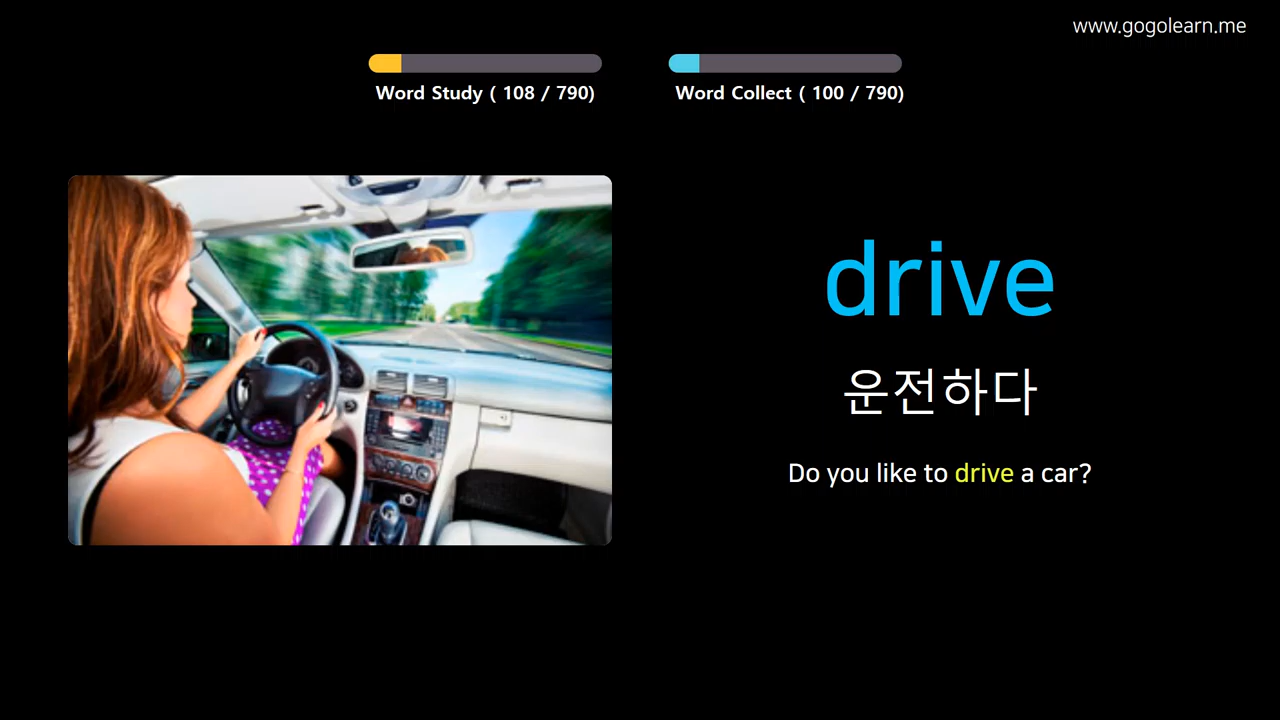 www.gogolearn.me
Word Study ( 108 / 790)
Word Collect ( 100 / 790)
drive
운전하다
Do you like to drive a car?